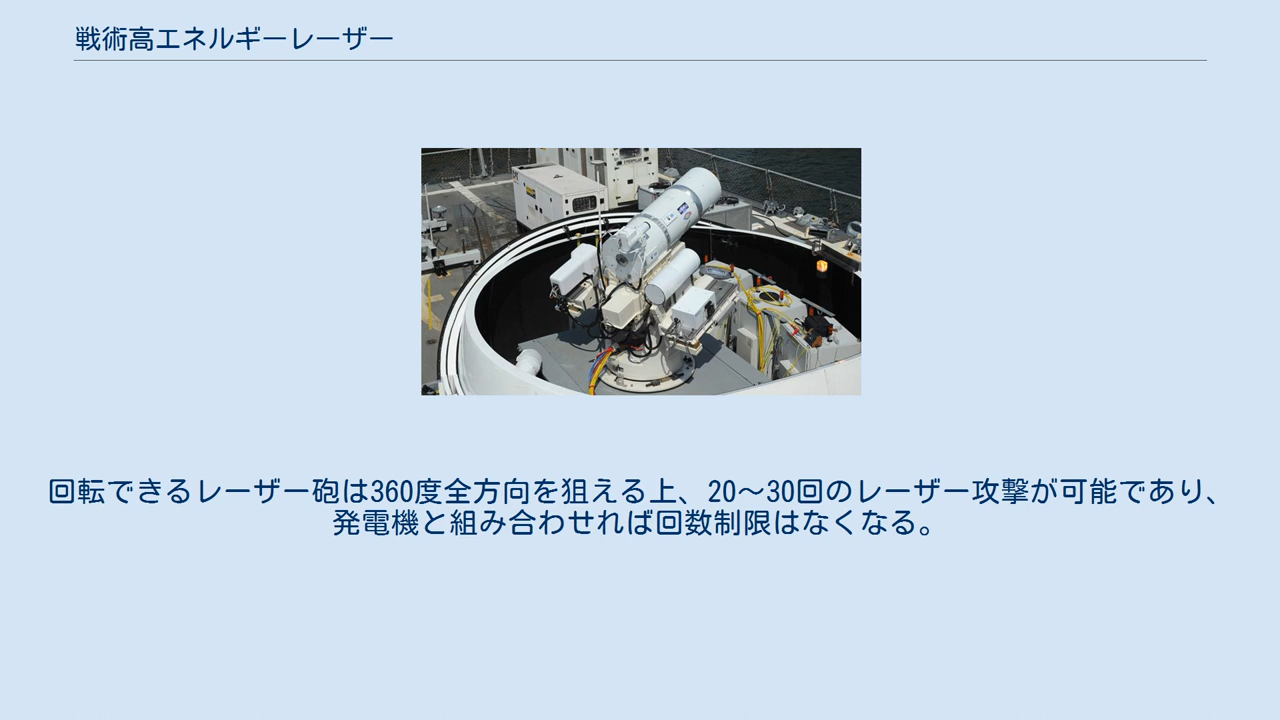 戦術高エネルギーレーザー
回転できるレーザー砲は360度全方向を狙える上、20～30回のレーザー攻撃が可能であり、
発電機と組み合わせれば回数制限はなくなる。